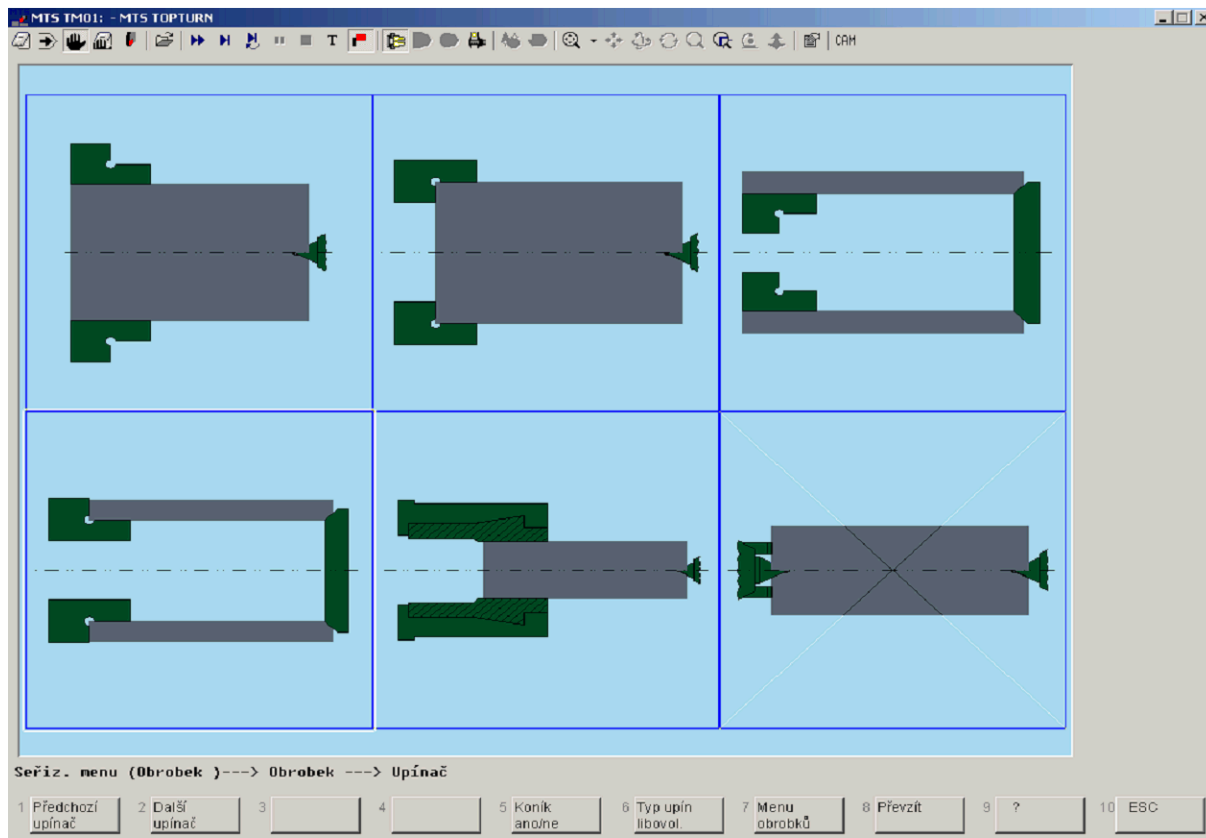 MTS TM01: - MTS TOPTURN
T
CAM
Seřiz. menu (Obrobek )---> Obrobek ---> Upínač
1 Předchozí upínač
2 Další upínač
3
4
5 Koník ano/ne
6 Typ upín libovol.
7 Menu obrobků
8 Převzít
9 ?
10 ESC